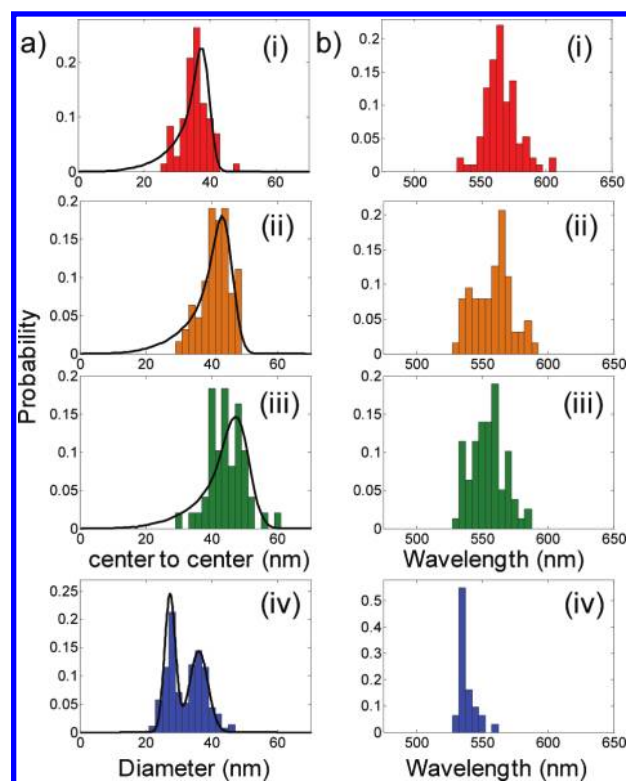 a) (i) b) (i)
0.2 0.2
0.15
0.1 0.1
0.05
0 0
0 20 40 60 500 550 600 650
(ii) (ii)
0.2 0.2
0.15 0.15
0.1 0.1
0.05 0.05
0 0
0 20 40 60 500 550 600 650
Probability
(iii) (iii)
0.2 0.2
0.15 0.15
0.1 0.1
0.05 0.05
0 0
0 20 40 60 500 550 600 650
center to center (nm) Wavelength (nm)
(iv) (iv)
0.25 0.5
0.2 0.4
0.15 0.3
0.1 0.2
0.05 0.1
0 0
0 20 40 60 500 550 600 650
Diameter (nm) Wavelength (nm)